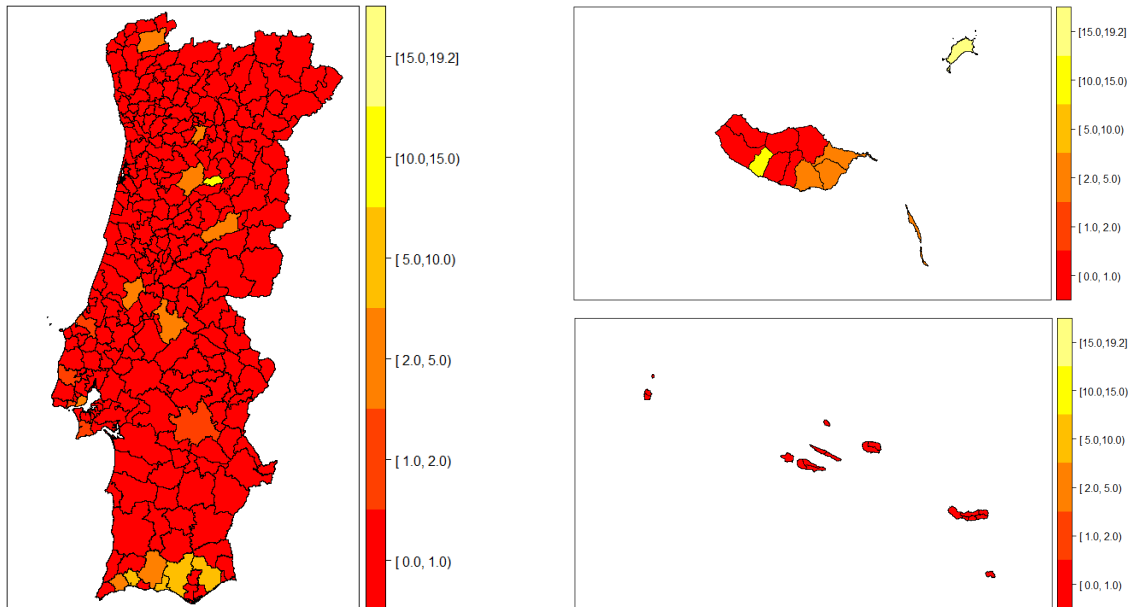 [15.0,19.2]
[10.0,15.0)
[ 5.0,10.0)
[2.0, 5.0)
[1.0, 2.0)
[ 0.0, 1.0)
[15.0,19.2]
[10.0,15.0)
[ 5.0,10.0)
[ 2.0, 5.0)
[ 1.0, 2.0)
[ 0.0, 1.0)
[15.0,19.2]
[10.0,15.0)
[ 5.0,10.0)
[ 2.0, 5.0)
[ 1.0, 2.0)
[ 0.0, 1.0)